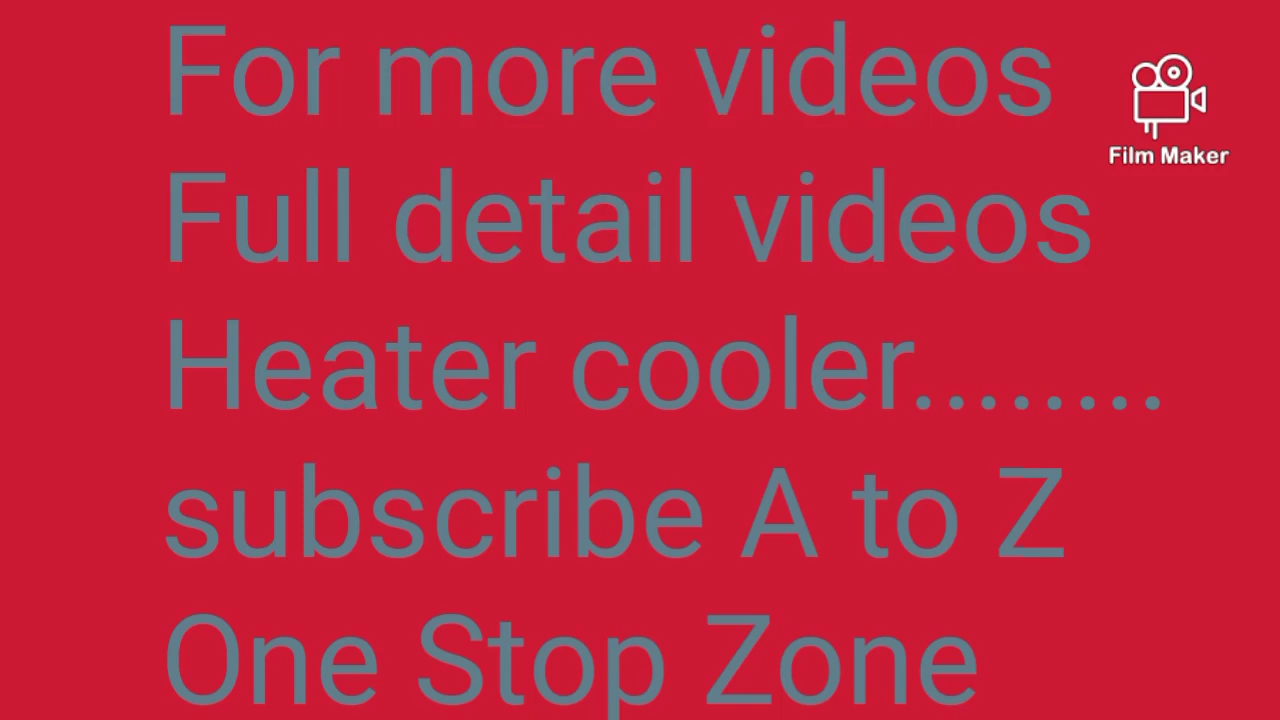 For more videos
Film Maker
Full detail videos
Heater cooler........
subscribe A to Z
One Stop Zone